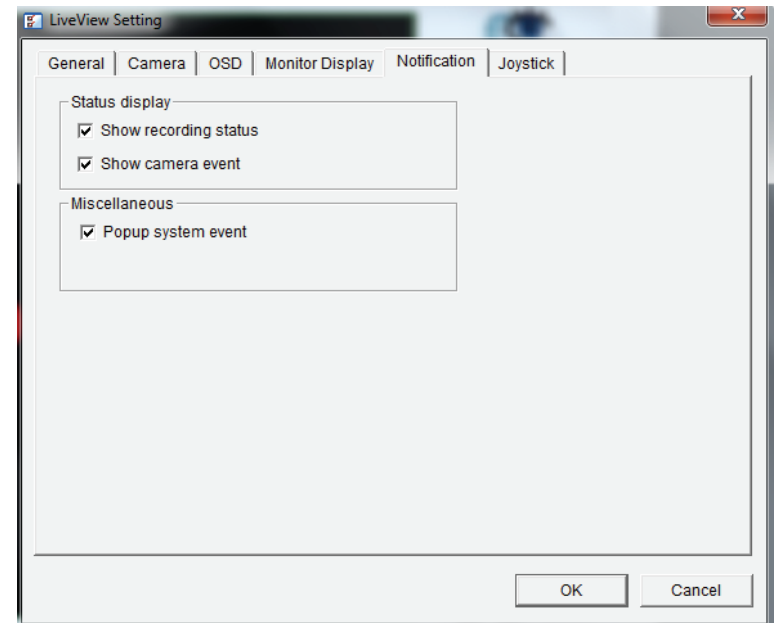 LiveView Setting
General Camera OSD Monitor Display Notification Joystick
Status display
Show recording status
Show camera event
Miscellaneous
Popup system event
OK Cancel